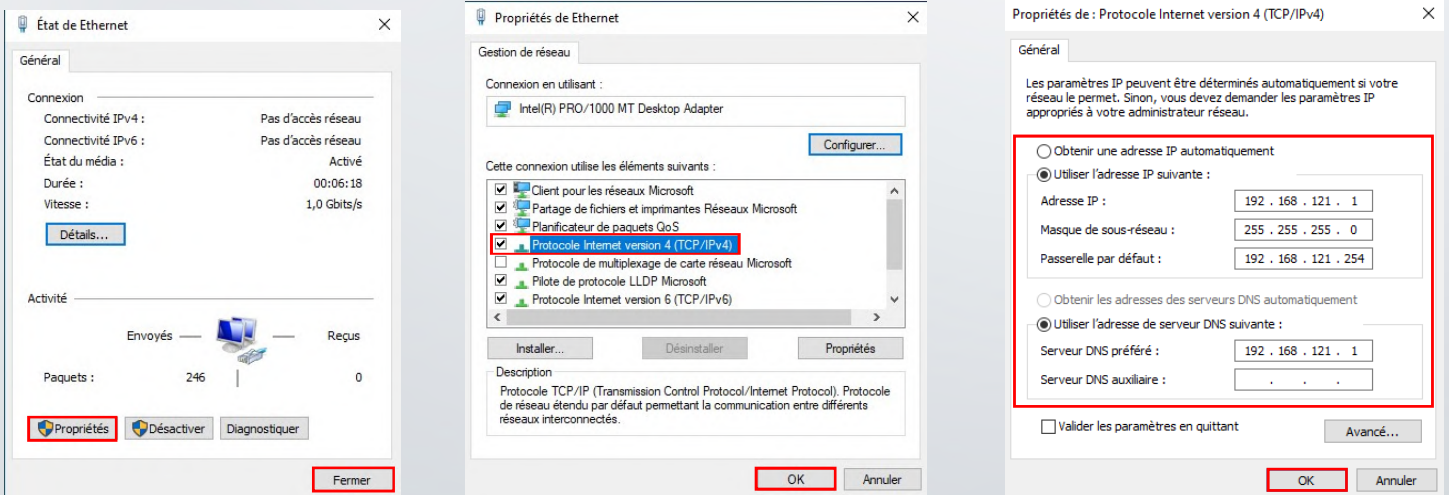 État de Ethernet
Général
Connexion
Connectivité IPv4 : Pas d'accès réseau
Connectivité IPv6 : Pas d'accès réseau
État du média : Activé
Durée : 00:06:18
Vitesse : 1,0 Gbits/s
Détails...
Activité
Envoyés — Reçus
Paquets : 246 0
Propriétés Désactiver Diagnostiquer
Fermer
Propriétés de Ethernet
Gestion de réseau
Connexion en utilisant :
Intel(R) PRO/1000 MT Desktop Adapter
Configurer...
Cette connexion utilise les éléments suivants :
Client pour les réseaux Microsoft
Partage de fichiers et imprimantes Réseaux Microsoft
Planificateur de paquets QoS
Protocole Internet version 4 (TCP/IPv4)
Protocole de multiplexage de carte réseau Microsoft
Pilote de protocole LLDP Microsoft
Protocole Internet version 6 (TCP/IPv6)
Installer... Désinstaller Propriétés
Description
Protocole TCP/IP (Transmission Control Protocol/Internet Protocol). Protocole
de réseau étendu par défaut permettant la communication entre différents
réseaux interconnectés.
OK Annuler
Propriétés de : Protocole Internet version 4 (TCP/IPv4)
Général
Les paramètres IP peuvent être déterminés automatiquement si votre
réseau le permet. Sinon, vous devez demander les paramètres IP
appropriés à votre administrateur réseau.
Obtenir une adresse IP automatiquement
Utiliser l'adresse IP suivante :
Adresse IP : 192 . 168 . 121 . 1
Masque de sous-réseau : 255 . 255 . 255 . 0
Passerelle par défaut : 192 . 168 . 121 . 254
Obtenir les adresses des serveurs DNS automatiquement
Utiliser l'adresse de serveur DNS suivante :
Serveur DNS préféré : 192 . 168 . 121 . 1
Serveur DNS auxiliaire : . . .
Valider les paramètres en quittant
Avancé...
OK Annuler